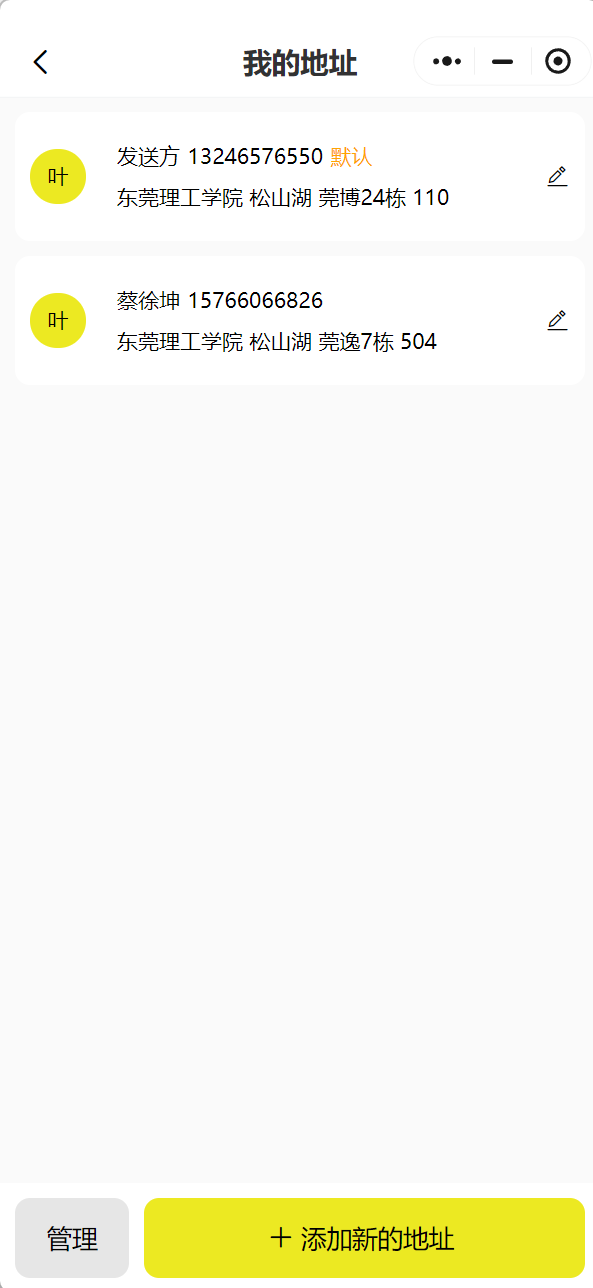 我的地址
叶
发送方 13246576550 默认
东莞理工学院 松山湖 莞博24栋 110
叶
蔡徐坤 15766066826
东莞理工学院 松山湖 莞逸7栋 504
管理
+ 添加新的地址